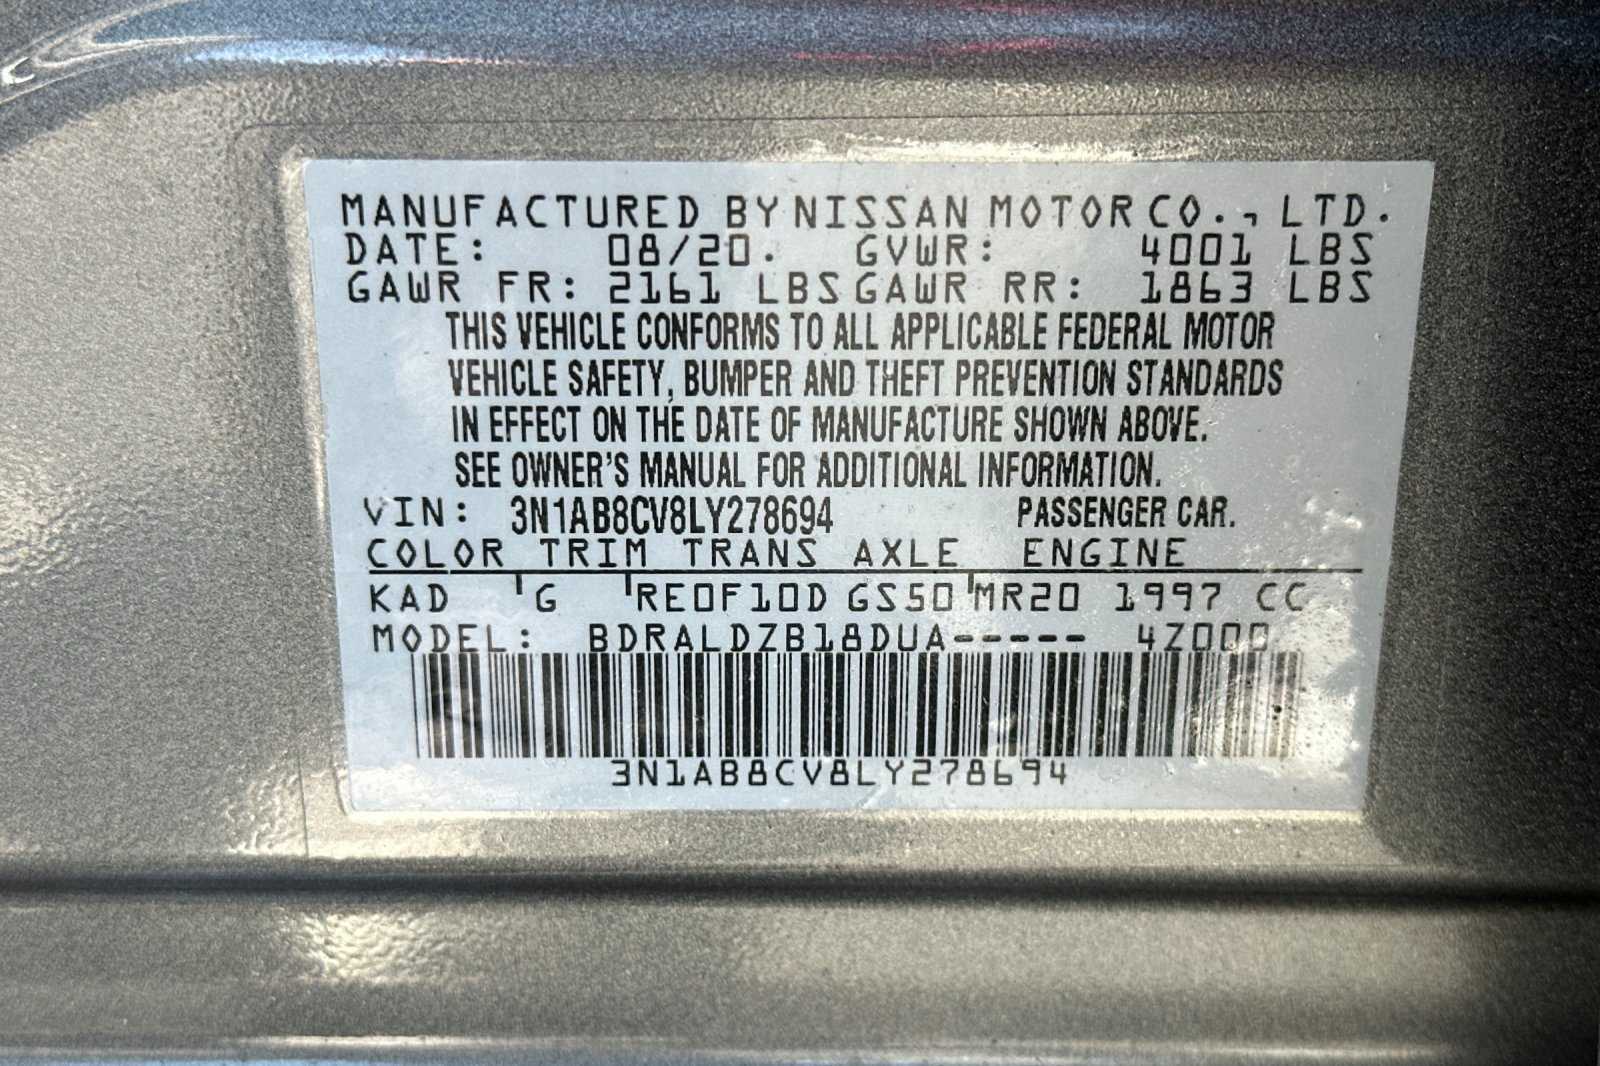 MANUFACTURED BY NISSAN MOTOR CO., LTD.
DATE: 08/20. GVWR: 4001 LBS
GAWR FR: 2161 LBS GAWR RR: 1863 LBS
THIS VEHICLE CONFORMS TO ALL APPLICABLE FEDERAL MOTOR
VEHICLE SAFETY, BUMPER AND THEFT PREVENTION STANDARDS
IN EFFECT ON THE DATE OF MANUFACTURE SHOWN ABOVE.
SEE OWNER'S MANUAL FOR ADDITIONAL INFORMATION.
VIN: 3N1AB8CV8LY278694 PASSENGER CAR.
COLOR TRIM TRANS AXLE ENGINE
KAD G RE0F10D GS50 MR20 1997 CC
MODEL: BDRALDZB18DUA----- 4Z000
3N1AB8CV8LY278694